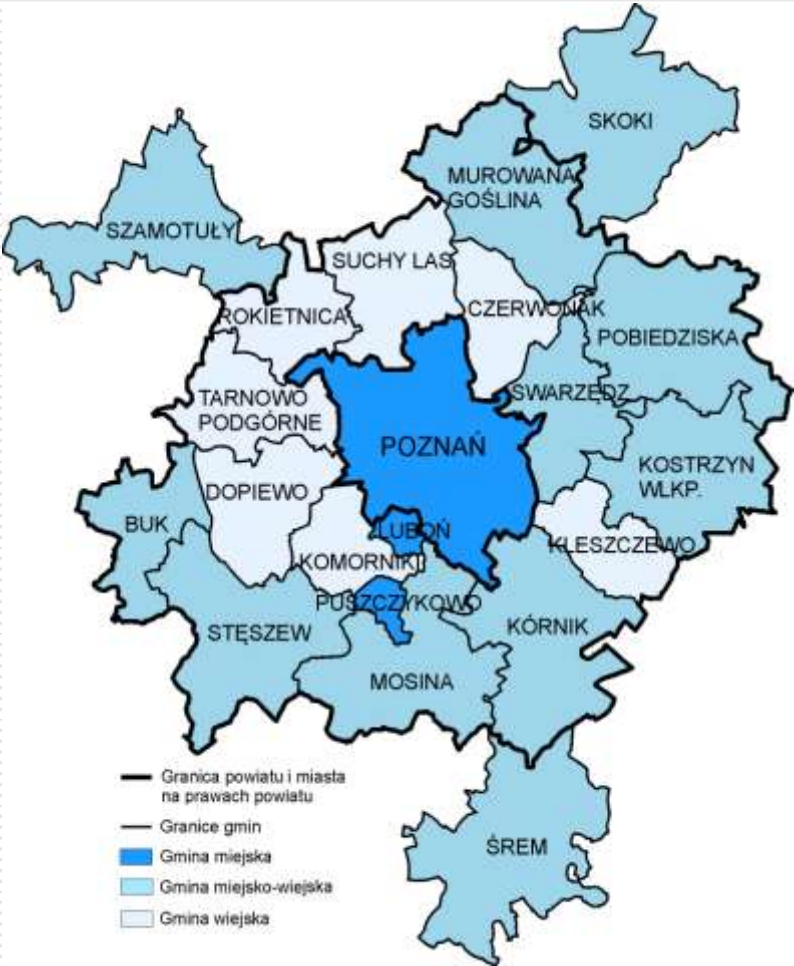 SKOKI
MUROWANA
GOŚLINA
SZAMOTUŁY
SUCHY LAS
ROKIETNICA
CZERWONAK
POBIEDZISKA
TARNOWO
PODGÓRNE
SWARZĘDZ
POZNAŃ
KOSTRZYN
WLKP.
DOPIEWO
BUK
LUBOŃ
KLESZCZEWO
KOMORNIKI
PUSZCZYKOWO
STĘSZEW
KÓRNIK
MOSINA
Granica powiatu i miasta
na prawach powiatu
Granice gmin
Gmina miejska
Gmina miejsko-wiejska
Gmina wiejska
ŚREM